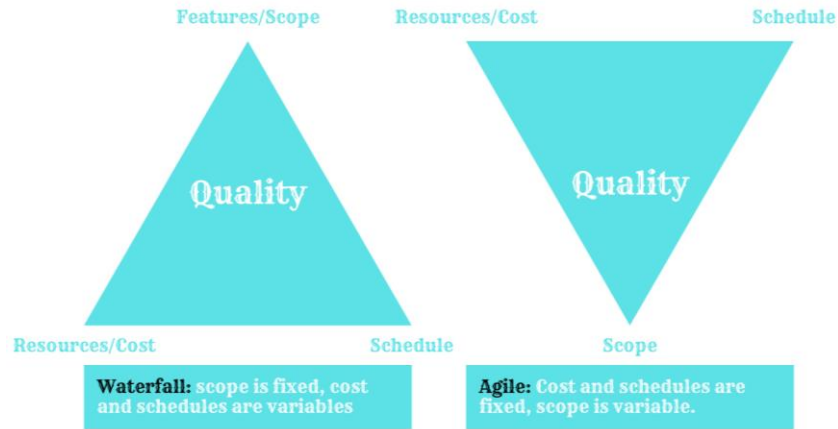 Features/Scope
Quality
Resources/Cost
Schedule
Waterfall: scope is fixed, cost
and schedules are variables
Resources/Cost
Schedule
Quality
Scope
Agile: Cost and schedules are
fixed, scope is variable.